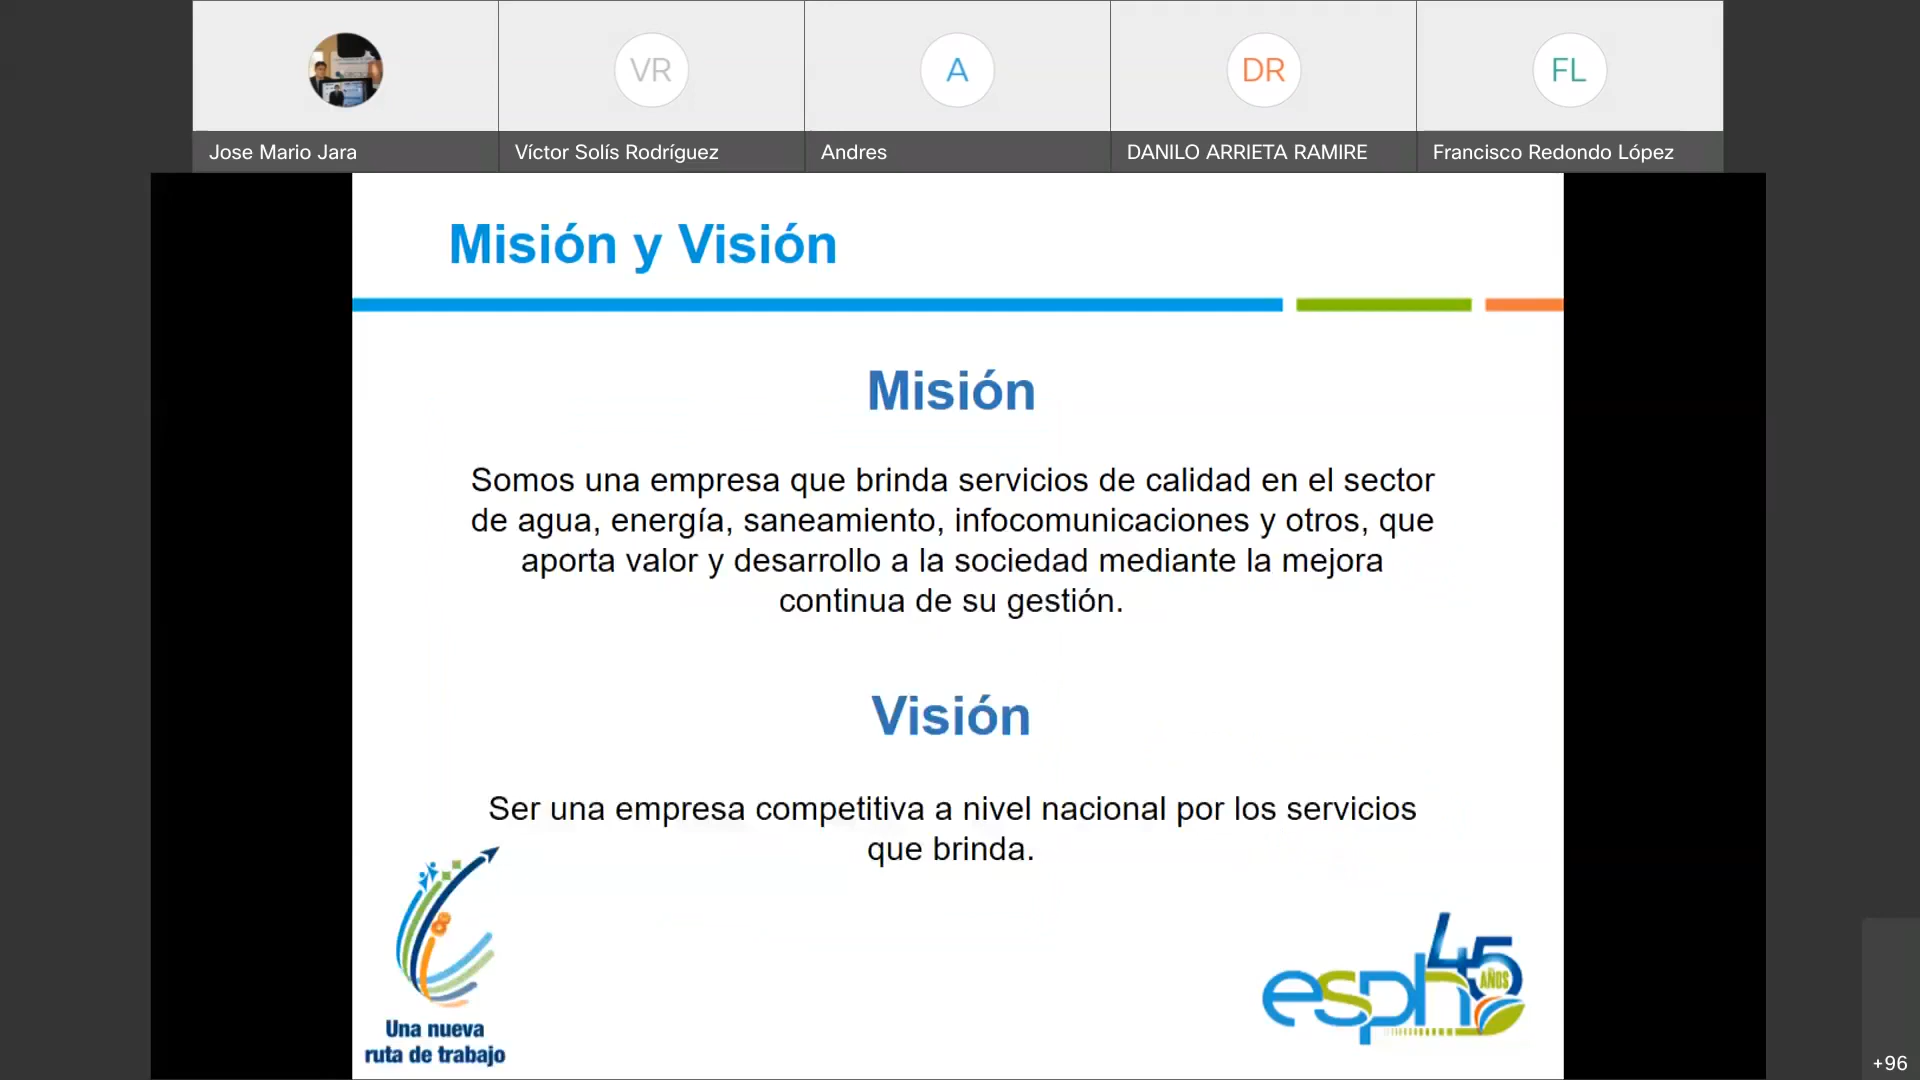 VR
A
DR
FL
Jose Mario Jara
Víctor Solís Rodríguez
Andres
DANILO ARRIETA RAMIRE
Francisco Redondo López
Misión y Visión
Misión
Somos una empresa que brinda servicios de calidad en el sector
de agua, energía, saneamiento, infocomunicaciones y otros, que
aporta valor y desarrollo a la sociedad mediante la mejora
continua de su gestión.
Visión
Ser una empresa competitiva a nivel nacional por los servicios
que brinda.
8
Una nueva
ruta de trabajo
esph
45
AÑOS
+96